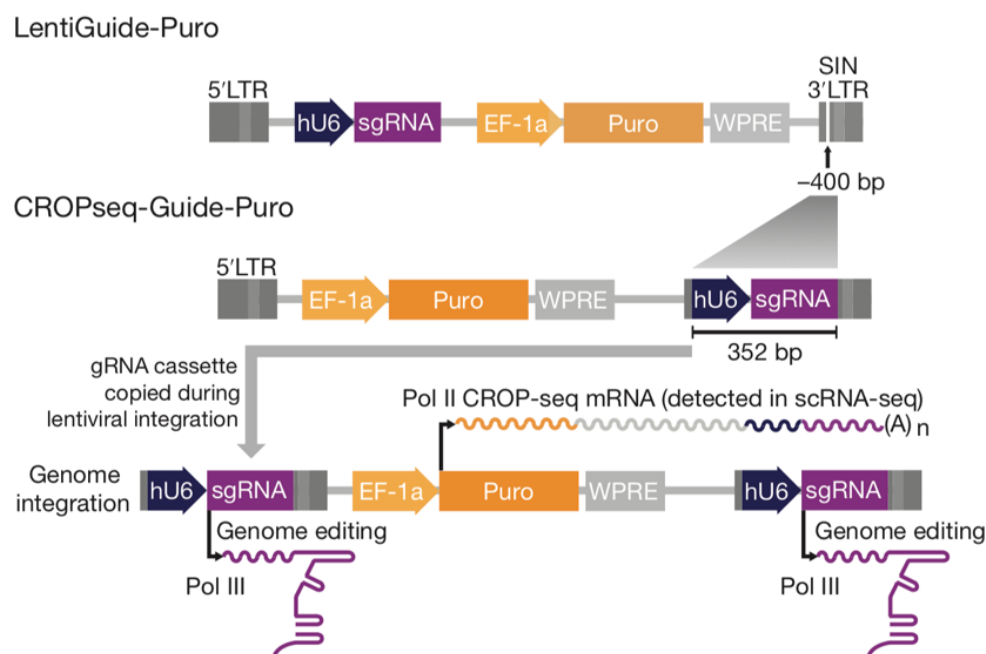 LentiGuide-Puro
5′LTR
SIN
3′LTR
hU6 sgRNA EF-1a Puro WPRE
–400 bp
CROPseq-Guide-Puro
5′LTR
EF-1a Puro WPRE hU6 sgRNA
352 bp
gRNA cassette
copied during
lentiviral integration
Pol II CROP-seq mRNA (detected in scRNA-seq)
(A) n
Genome
integration
hU6 sgRNA EF-1a Puro WPRE hU6 sgRNA
Genome editing
Pol III
Genome editing
Pol III